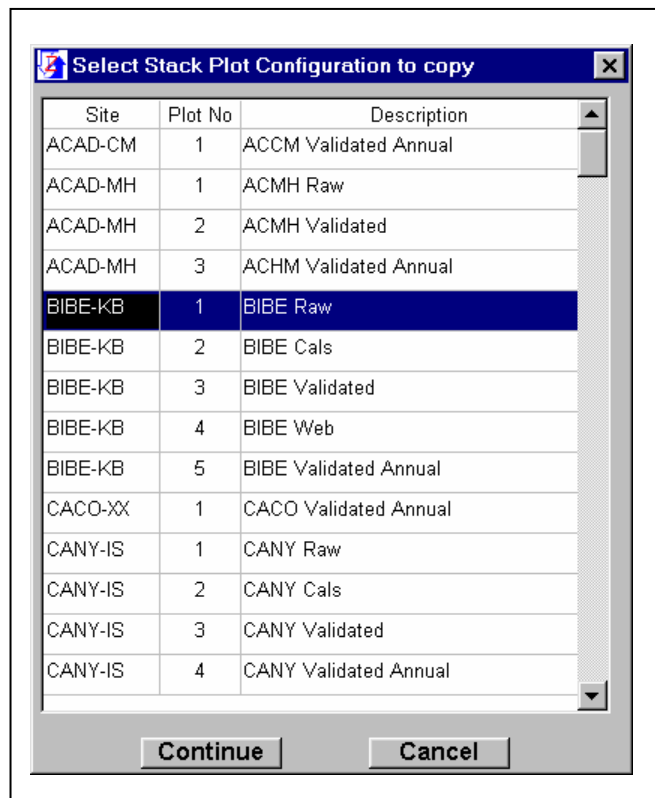 Select Stack Plot Configuration to copy
Site Plot No Description
ACAD-CM 1 ACCM Validated Annual
ACAD-MH 1 ACMH Raw
ACAD-MH 2 ACMH Validated
ACAD-MH 3 ACHM Validated Annual
BIBE-KB 1 BIBE Raw
BIBE-KB 2 BIBE Cals
BIBE-KB 3 BIBE Validated
BIBE-KB 4 BIBE Web
BIBE-KB 5 BIBE Validated Annual
CACO-XX 1 CACO Validated Annual
CANY-IS 1 CANY Raw
CANY-IS 2 CANY Cals
CANY-IS 3 CANY Validated
CANY-IS 4 CANY Validated Annual
Continue Cancel